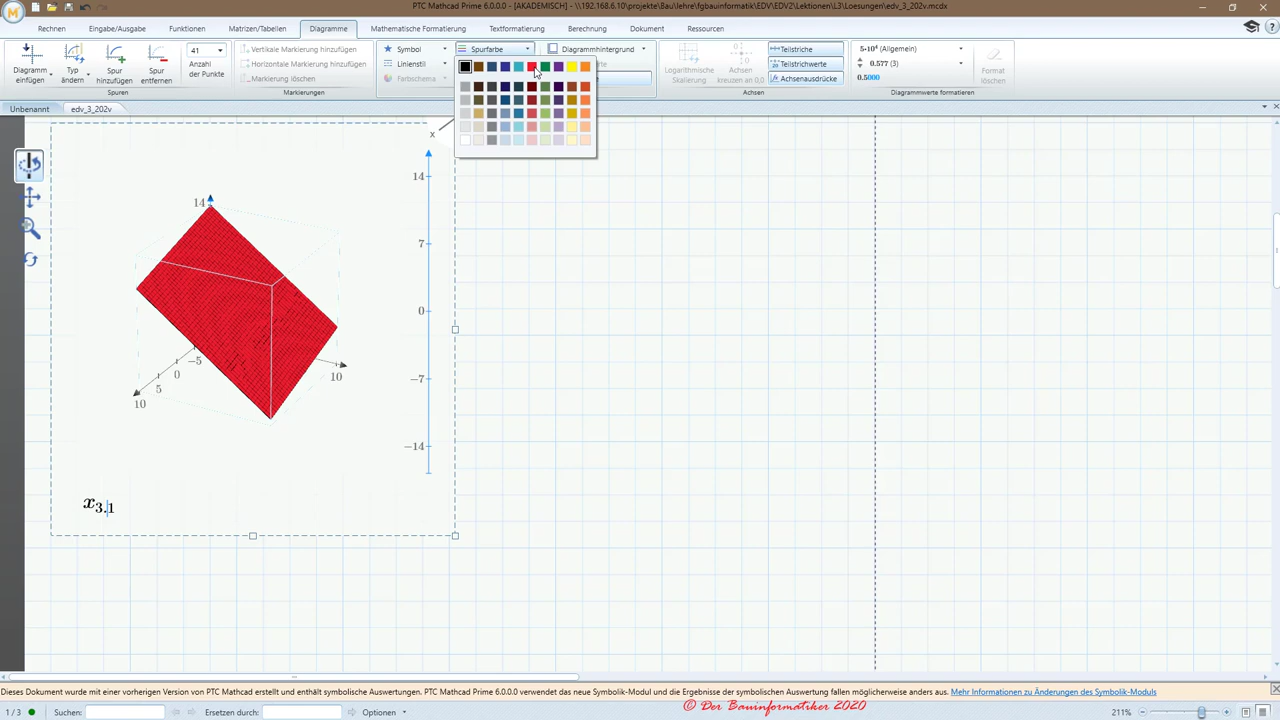 PTC Mathcad Prime 6.0.0.0 - [AKADEMISCH] - \\192.168.6.10\projekte\Bau\lehre\fgbauinformatik\EDV\EDV2\Lektionen\L3\Loesungen\edv_3_202v.mcdx
Rechnen Eingabe/Ausgabe Funktionen Matrizen/Tabellen Diagramme Mathematische Formatierung Textformatierung Berechnung Dokument Ressourcen
Diagramm einfügen
Typ ändern
Spur hinzufügen
Spur entfernen
Spuren
41
Anzahl der Punkte
Vertikale Markierung hinzufügen
Horizontale Markierung hinzufügen
Markierung löschen
Markierungen
Symbol
Linienstil
Farbschema
Spurfarbe
Diagrammhintergrund
Logarithmische Skalierung
Achsen kreuzen an 0,0
Teilstriche
Teilstrichwerte
Achsenausdrücke
Achsen
5•10⁴ (Allgemein)
0.577 (3)
0.5000
Diagrammwerte formatieren
Format löschen
Unbenannt edv_3_202v
x
14
7
0
−7
−14
14
−5
0
5
10
10
x3.1
Dieses Dokument wurde mit einer vorherigen Version von PTC Mathcad erstellt und enthält symbolische Auswertungen. PTC Mathcad Prime 6.0.0.0 verwendet das neue Symbolik-Modul und die Ergebnisse der symbolischen Auswertung fallen möglicherweise anders aus. Mehr Informationen zu Änderungen des Symbolik-Moduls
1 / 3 Suchen: Ersetzen durch: Optionen 211%
© Der Bauinformatiker 2020